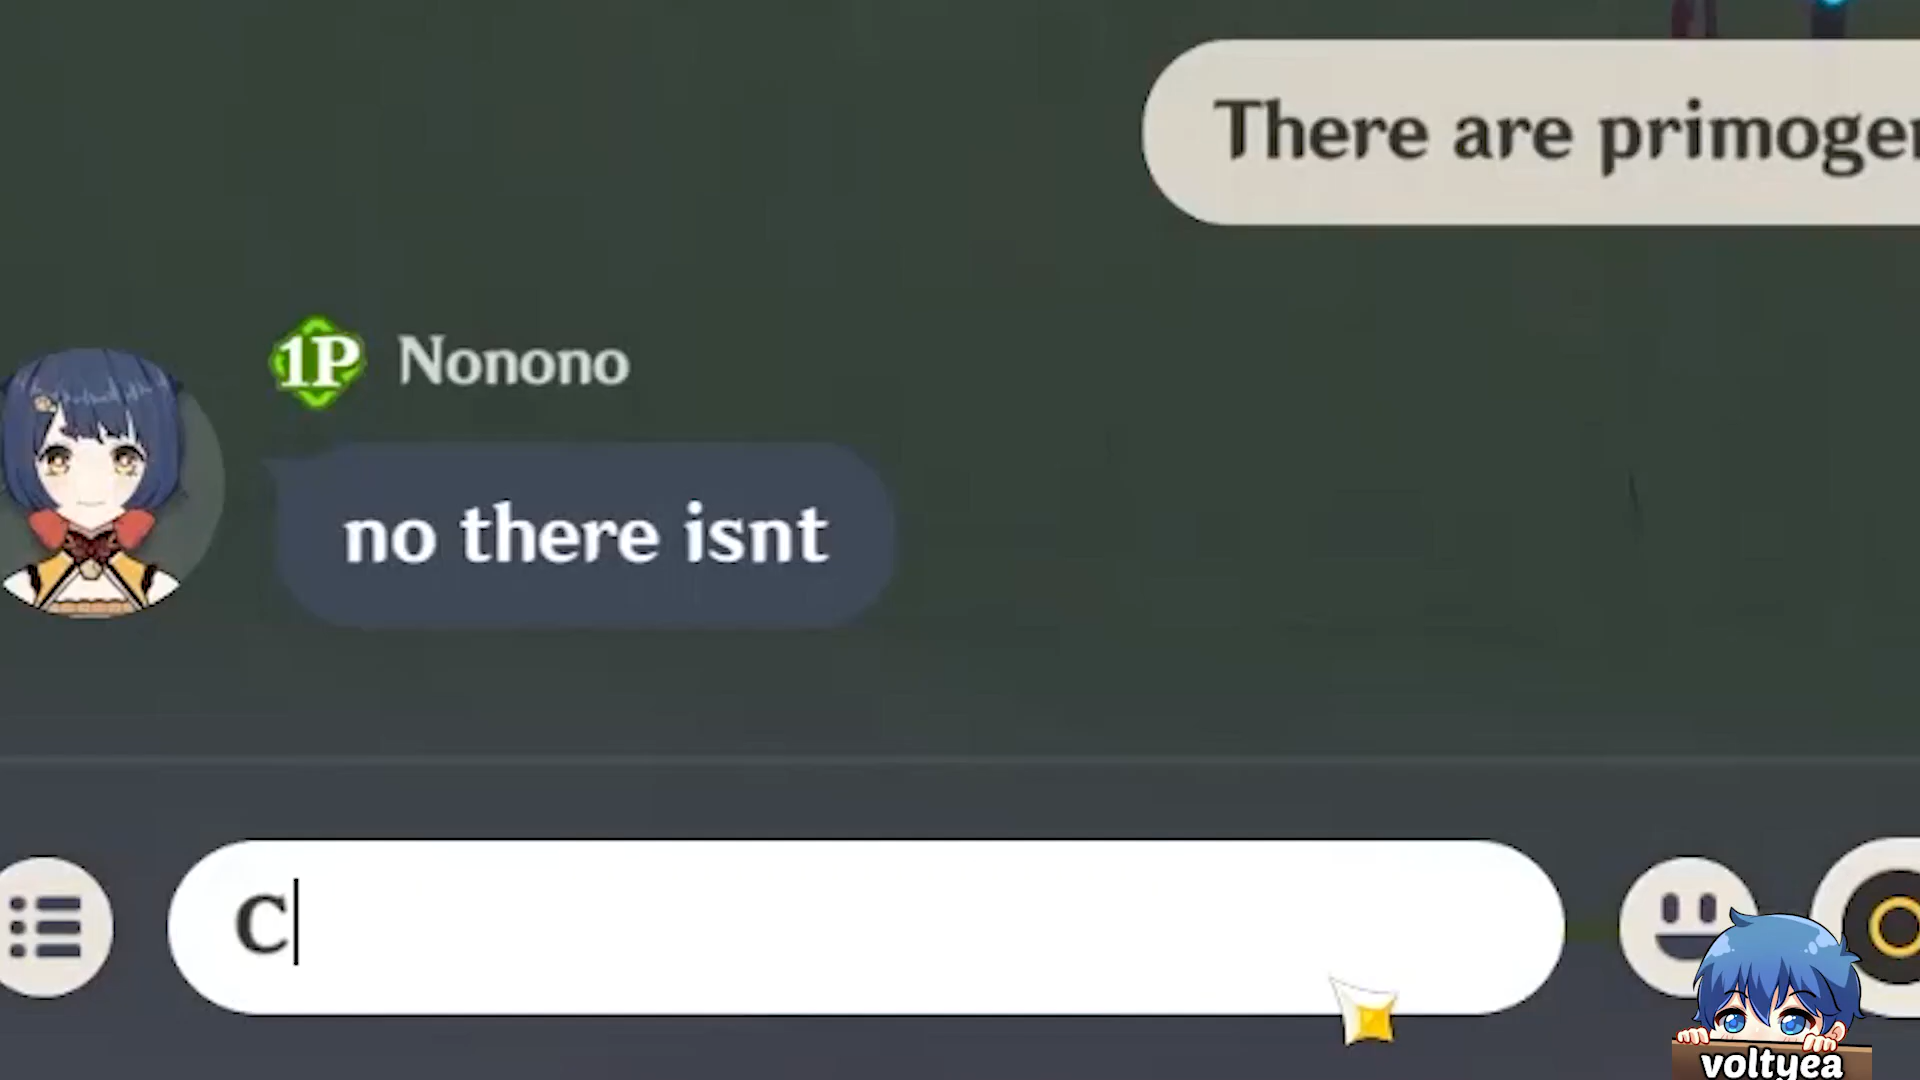 There are primoge
1P Nonono
no there isnt
C
voltyea